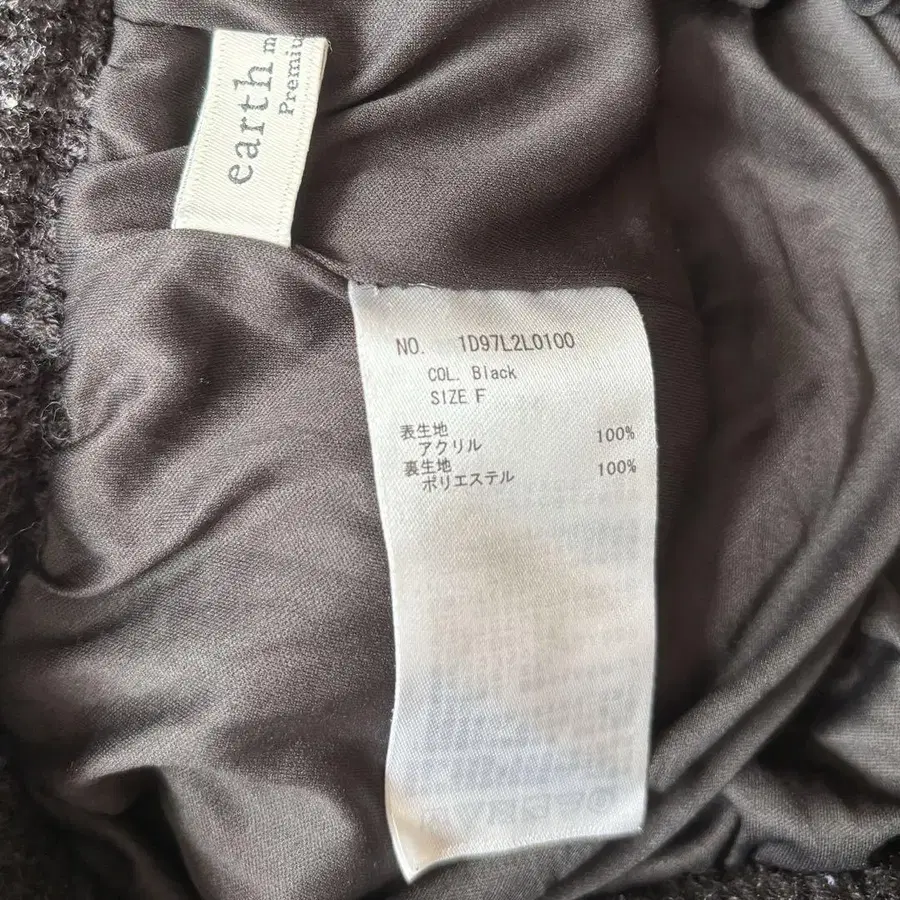 earth m
Premiu
NO. 1D97L2L0100
COL. Black
SIZE F
表生地
アクリル 100%
裏生地
ポリエステル 100%